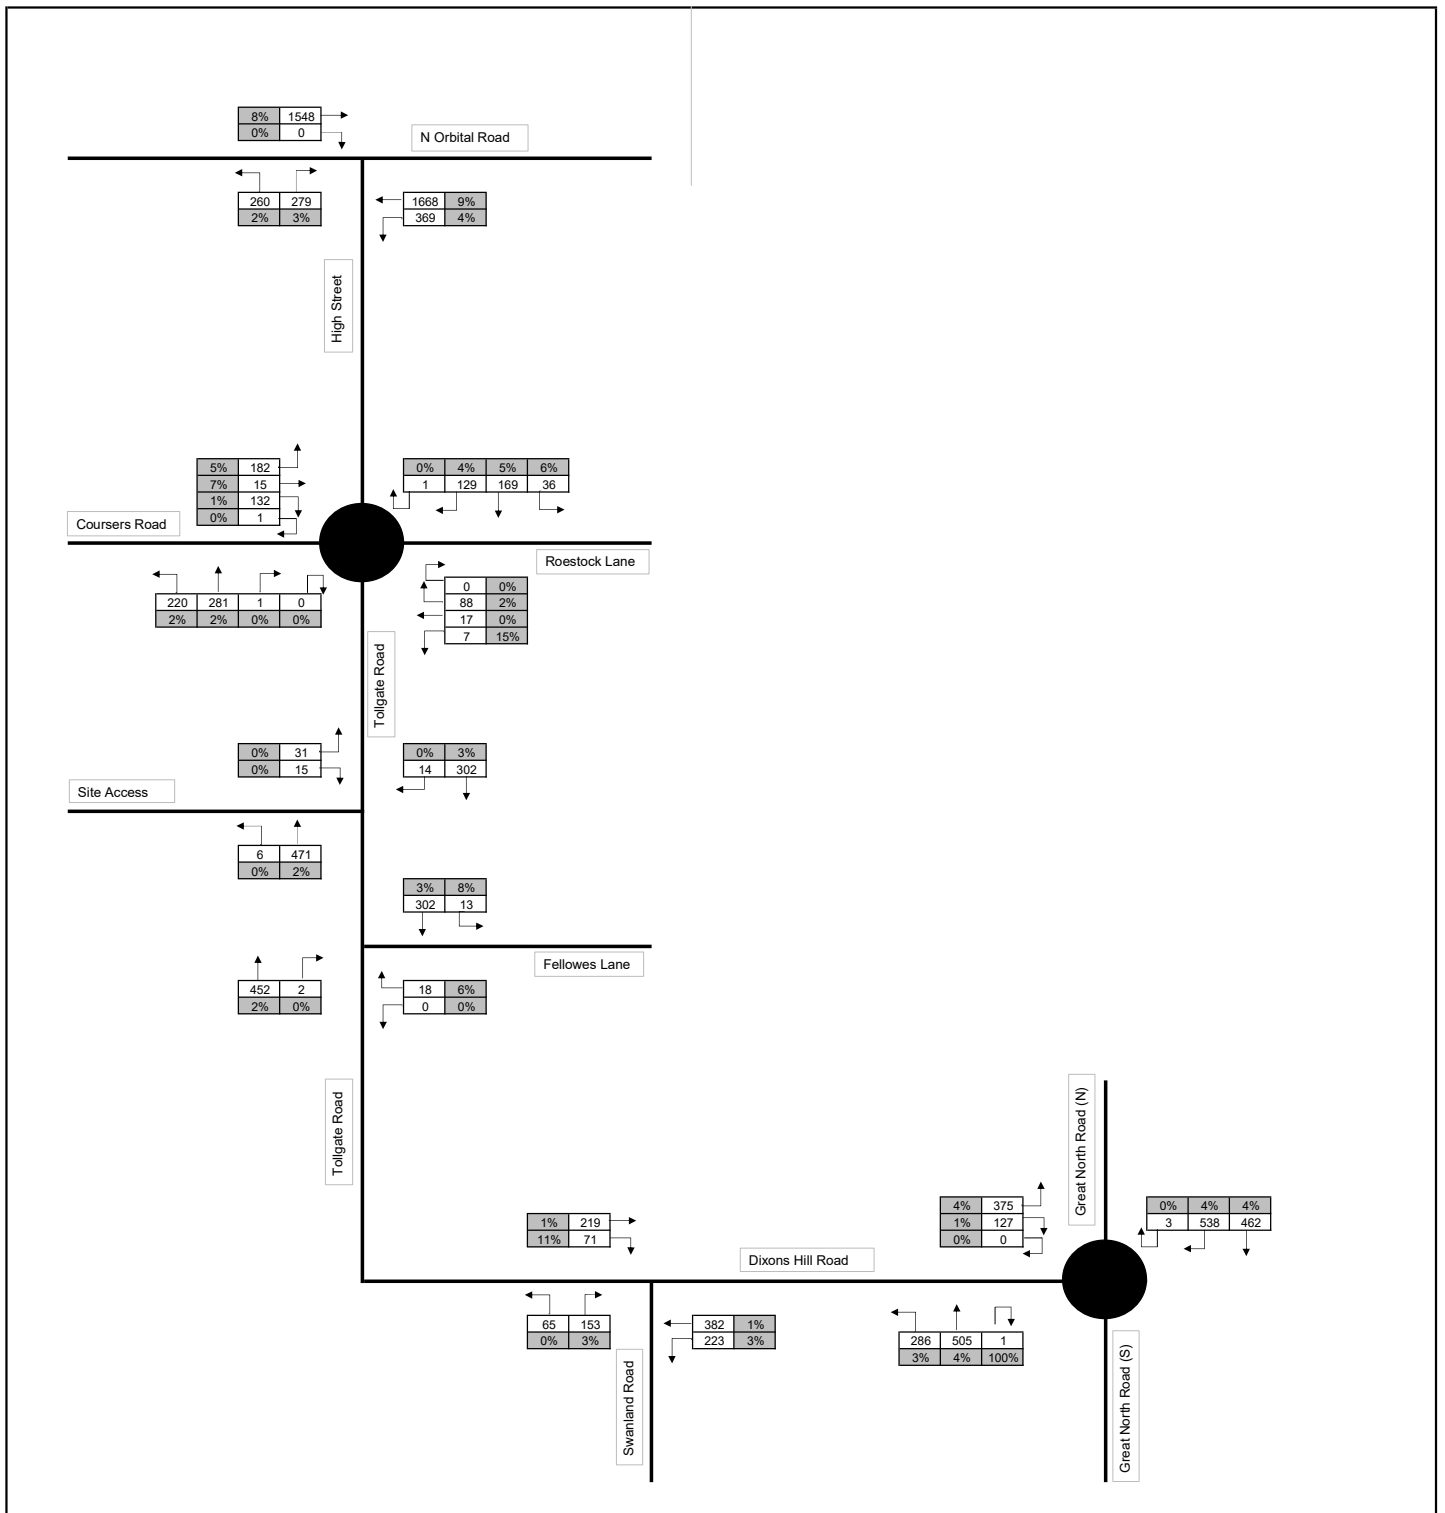 8% 1548
0% 0
N Orbital Road
260 279
2% 3%
1668 9%
369 4%
High Street
5% 182
7% 15
1% 132
0% 1
0% 4% 5% 6%
1 129 169 36
Coursers Road
Roestock Lane
220 281 1 0
2% 2% 0% 0%
0 0%
88 2%
17 0%
7 15%
Tollgate Road
0% 31
0% 15
0% 3%
14 302
Site Access
6 471
0% 2%
3% 8%
302 13
Fellowes Lane
452 2
2% 0%
18 6%
0 0%
Tollgate Road
Great North Road (N)
1% 219
11% 71
4% 375
1% 127
0% 0
0% 4% 4%
3 538 462
Dixons Hill Road
65 153
0% 3%
382 1%
223 3%
286 505 1
3% 4% 100%
Swanland Road
Great North Road (S)